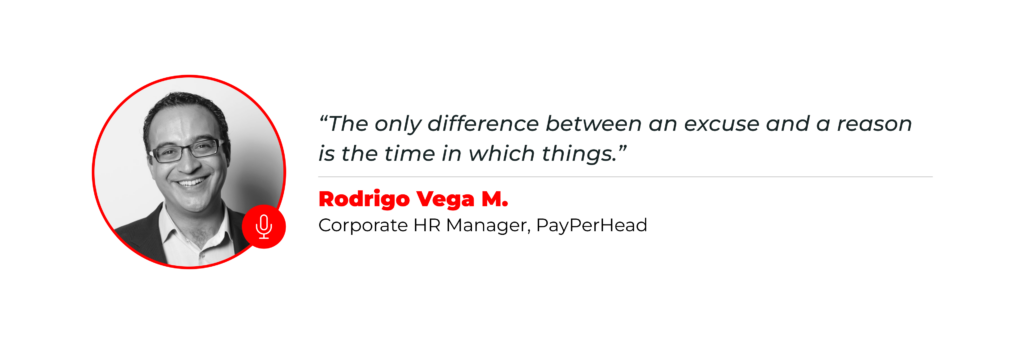 “The only difference between an excuse and a reason
is the time in which things.”
Rodrigo Vega M.
Corporate HR Manager, PayPerHead